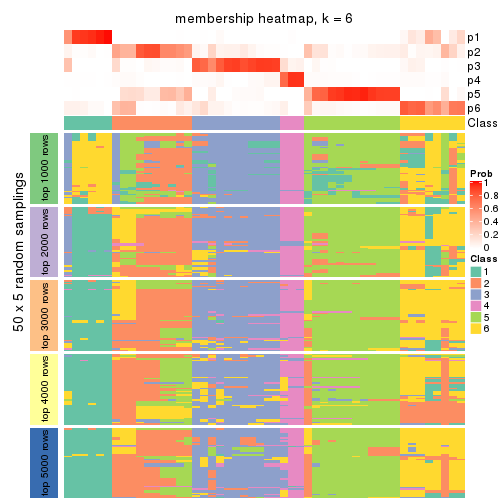 membership heatmap, k = 6
p1
p2
p3
p4
p5
p6
Class
50 x 5 random samplings
top 1000 rows
top 2000 rows
top 3000 rows
top 4000 rows
top 5000 rows
Prob
1
0.8
0.6
0.4
0.2
0
Class
1
2
3
4
5
6